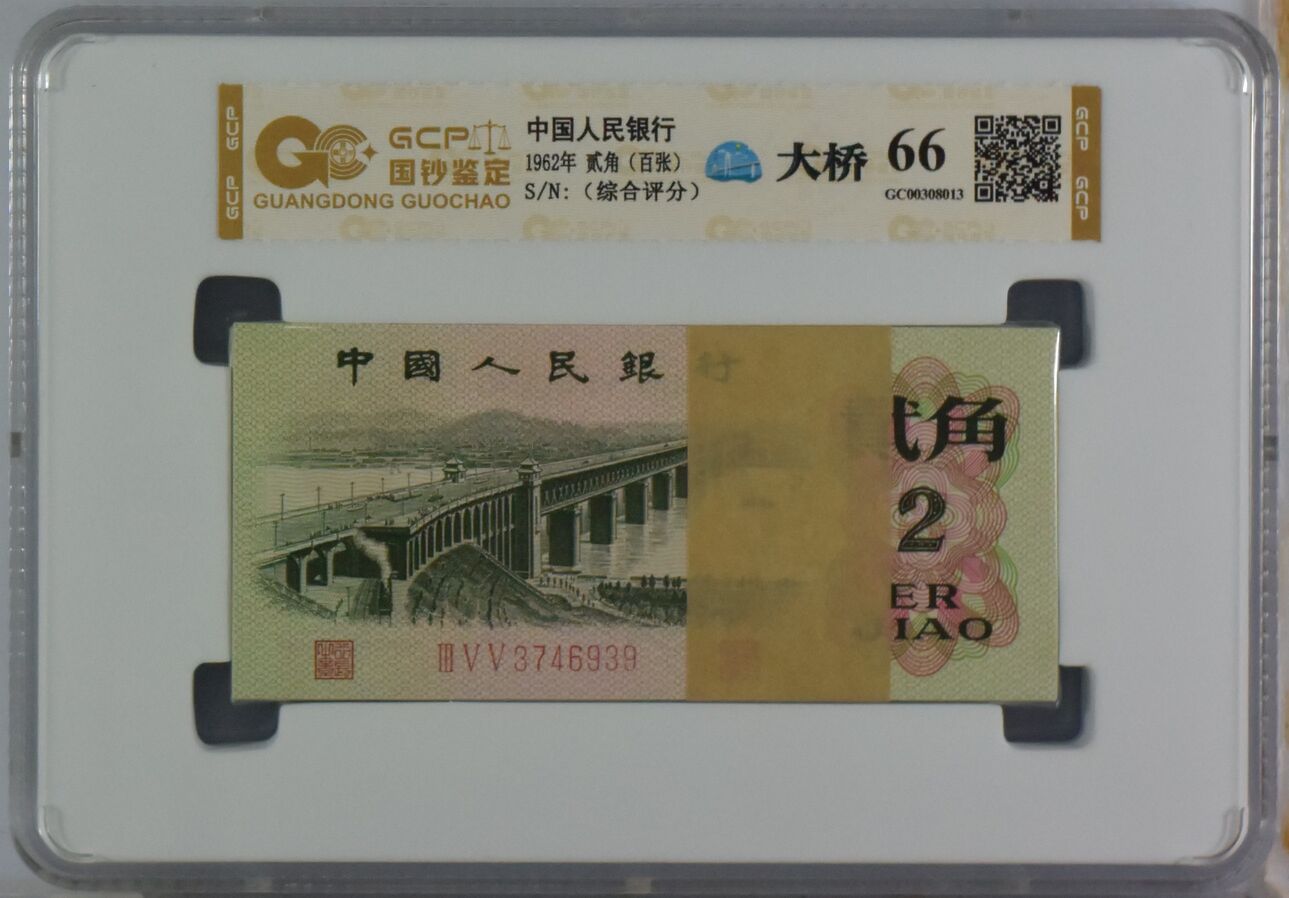 GCP
国钞鉴定
GUANGDONG GUOCHAO
中国人民银行
1962年 贰角（百张）
S/N:（综合评分）
大桥 66
GC00308013
GCP
GCP
GCP
GCP
中國人民銀行
角
2
ER
JIAO
ⅢVV3746939